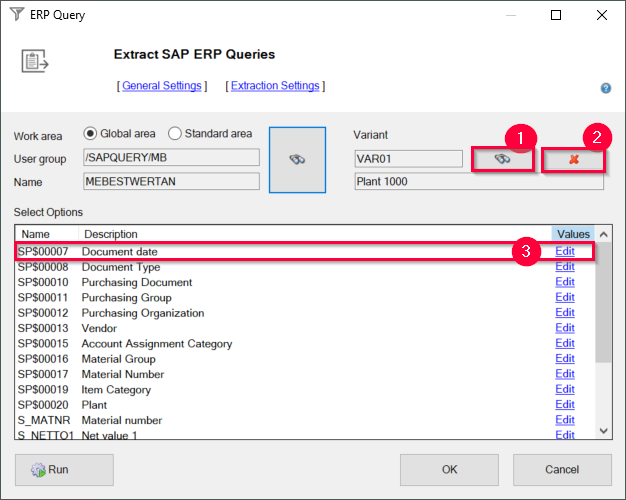 ERP Query
Extract SAP ERP Queries
[ General Settings ] [ Extraction Settings ]
?
1 2
Work area Global area Standard area Variant
User group /SAPQUERY/MB VAR01
Name MEBESTWERTAN Plant 1000
Select Options
Name Description Values
SP$00007 Document date 3 Edit
SP$00008 Document Type Edit
SP$00010 Purchasing Document Edit
SP$00011 Purchasing Group Edit
SP$00012 Purchasing Organization Edit
SP$00013 Vendor Edit
SP$00015 Account Assignment Category Edit
SP$00016 Material Group Edit
SP$00017 Material Number Edit
SP$00019 Item Category Edit
SP$00020 Plant Edit
S_MATNR Material number Edit
S_NETTO1 Net value 1 Edit
Run OK Cancel